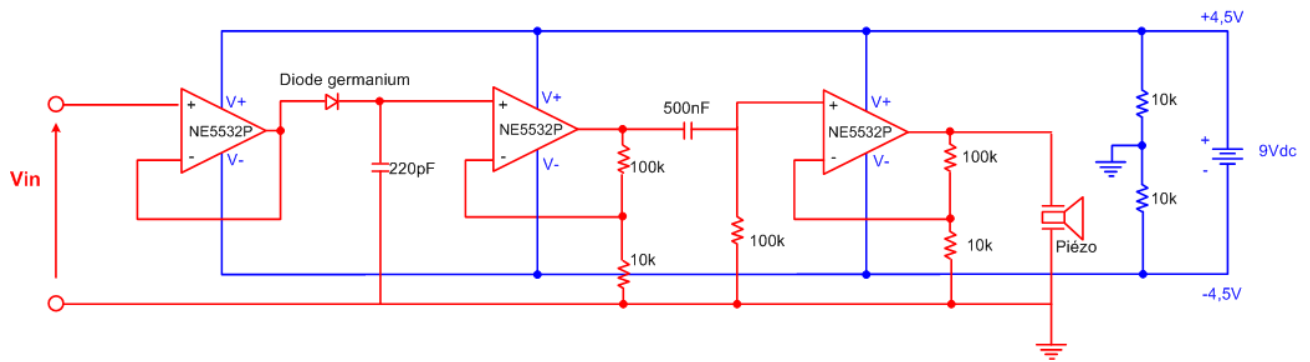 +4,5V
Diode germanium
+
V+
NE5532P
-
V-
Vin
220pF
+
V+
NE5532P
-
V-
100k
10k
500nF
100k
+
V+
NE5532P
-
V-
100k
10k
Piézo
10k
10k
+
-
9Vdc
-4,5V